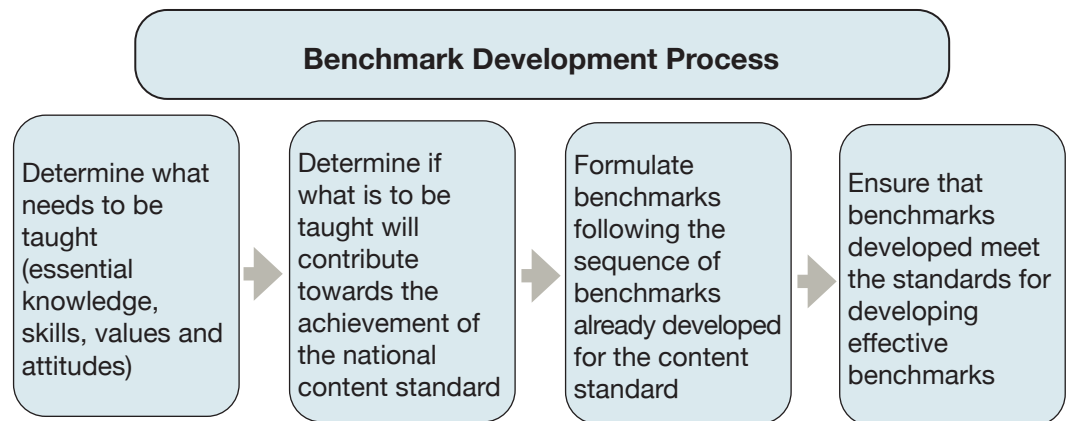 Benchmark Development Process
Determine what
needs to be
taught
(essential
knowledge,
skills, values and
attitudes)
Determine if
what is to be
taught will
contribute
towards the
achievement of
the national
content standard
Formulate
benchmarks
following the
sequence of
benchmarks
already developed
for the content
standard
Ensure that
benchmarks
developed meet
the standards for
developing
effective
benchmarks